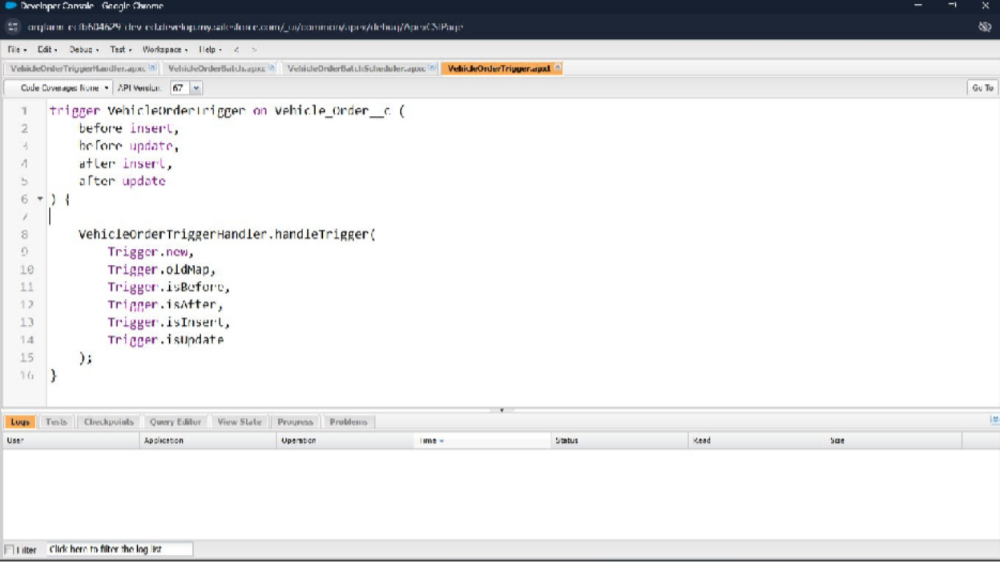 Developer Console - Google Chrome
orgfarm-ecfb604629-dev-ed.develop.my.salesforce.com/_ui/common/apex/debug/ApexCSIPage
File Edit Debug Test Workspace Help < >
VehicleOrderTriggerHandler.apxc VehicleOrderBatch.apxc VehicleOrderBatchScheduler.apxc VehicleOrderTrigger.apxt
Code Coverage: None API Version: 67 Go To
1 trigger VehicleOrderTrigger on Vehicle_Order__c (
2 before insert,
3 before update,
4 after insert,
5 after update
6 ) {
7
8 VehicleOrderTriggerHandler.handleTrigger(
9 Trigger.new,
10 Trigger.oldMap,
11 Trigger.isBefore,
12 Trigger.isAfter,
13 Trigger.isInsert,
14 Trigger.isUpdate
15 );
16 }
Logs Tests Checkpoints Query Editor View State Progress Problems
User Application Operation Time Status Read Size
Filter Click here to filter the log list